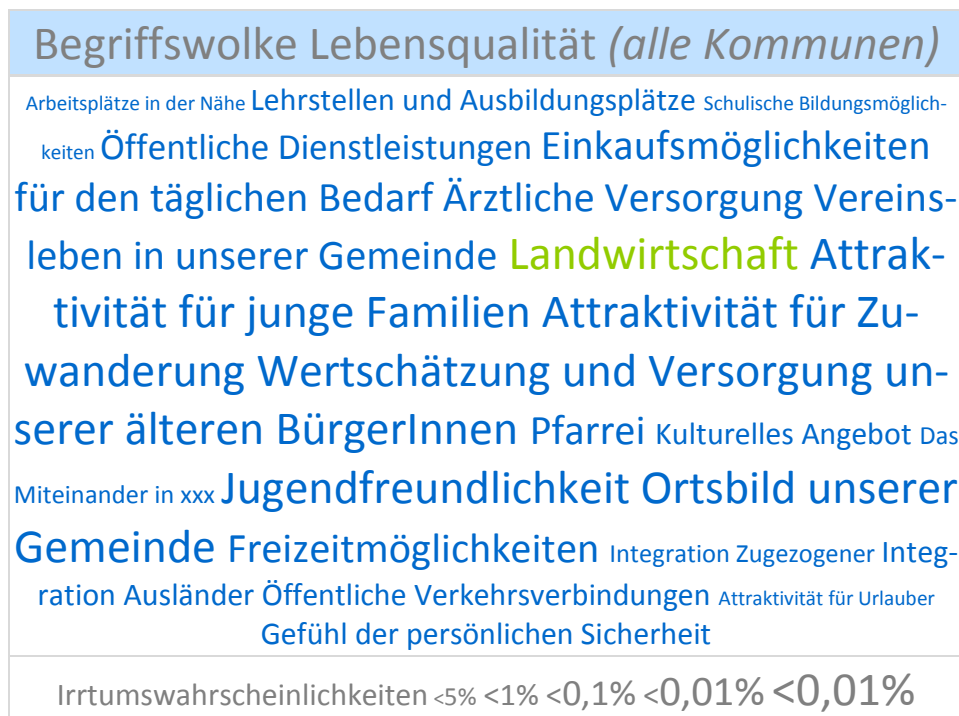 Begriffswolke Lebensqualität (alle Kommunen)
Arbeitsplätze in der Nähe Lehrstellen und Ausbildungsplätze Schulische Bildungsmöglich-
keiten Öffentliche Dienstleistungen Einkaufsmöglichkeiten
für den täglichen Bedarf Ärztliche Versorgung Vereins-
leben in unserer Gemeinde Landwirtschaft Attrak-
tivität für junge Familien Attraktivität für Zu-
wanderung Wertschätzung und Versorgung un-
serer älteren BürgerInnen Pfarrei Kulturelles Angebot Das
Miteinander in xxx Jugendfreundlichkeit Ortsbild unserer
Gemeinde Freizeitmöglichkeiten Integration Zugezogener Integ-
ration Ausländer Öffentliche Verkehrsverbindungen Attraktivität für Urlauber
Gefühl der persönlichen Sicherheit
Irrtumswahrscheinlichkeiten <5% <1% <0,1% <0,01% <0,01%